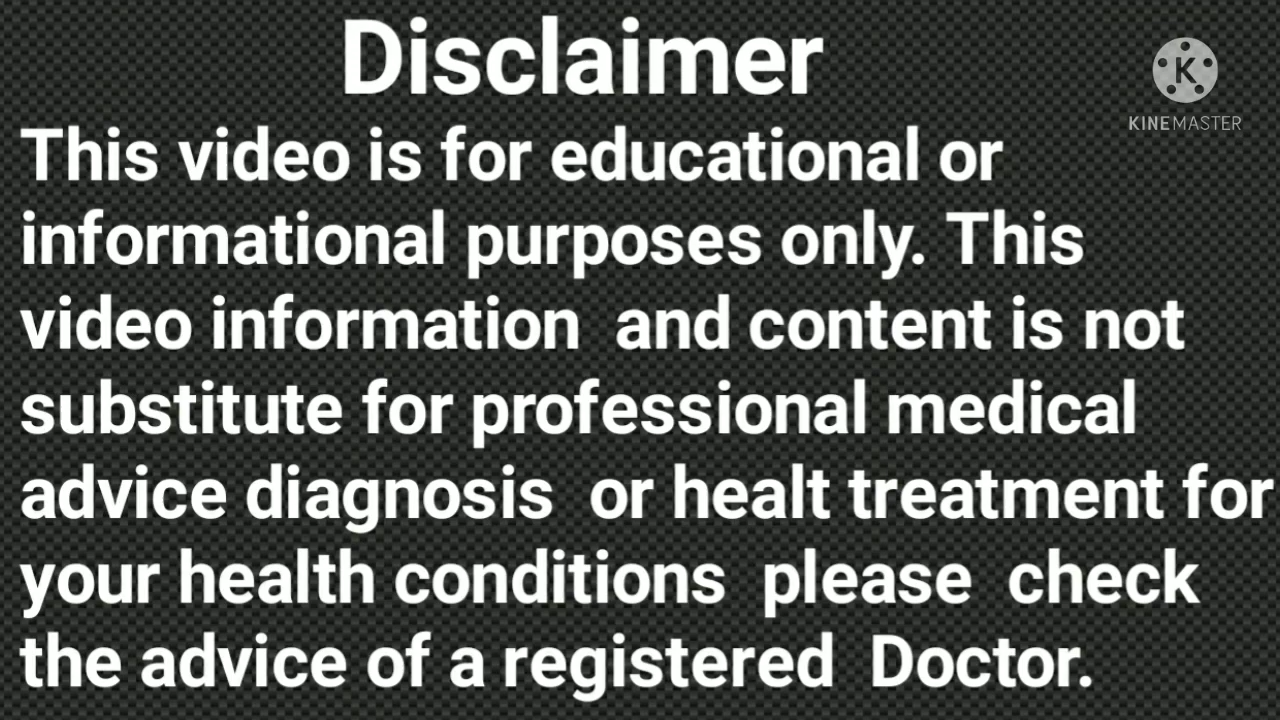 Disclaimer
K
KINEMASTER
This video is for educational or
informational purposes only. This
video information and content is not
substitute for professional medical
advice diagnosis or healt treatment for
your health conditions please check
the advice of a registered Doctor.